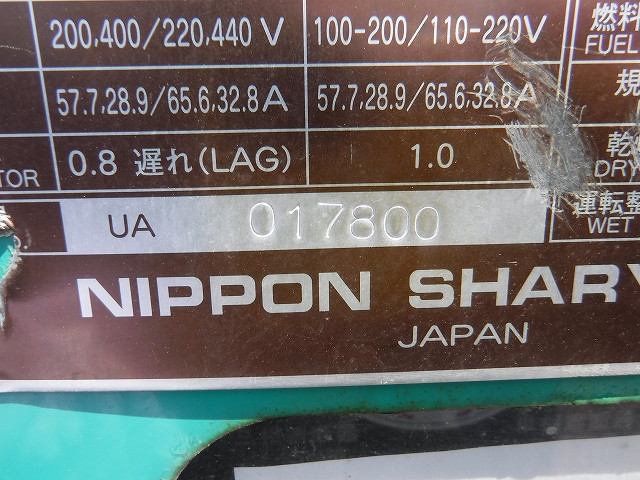 200,400/220,440 V 100-200/110-220V 燃料
FUEL
57.7,28.9/65.6,32.8A 57.7,28.9/65.6,32.8A 規
TOR 0.8 遅れ(LAG) 1.0 乾
DRY
UA 017800 運転整
WET
NIPPON SHARY
JAPAN